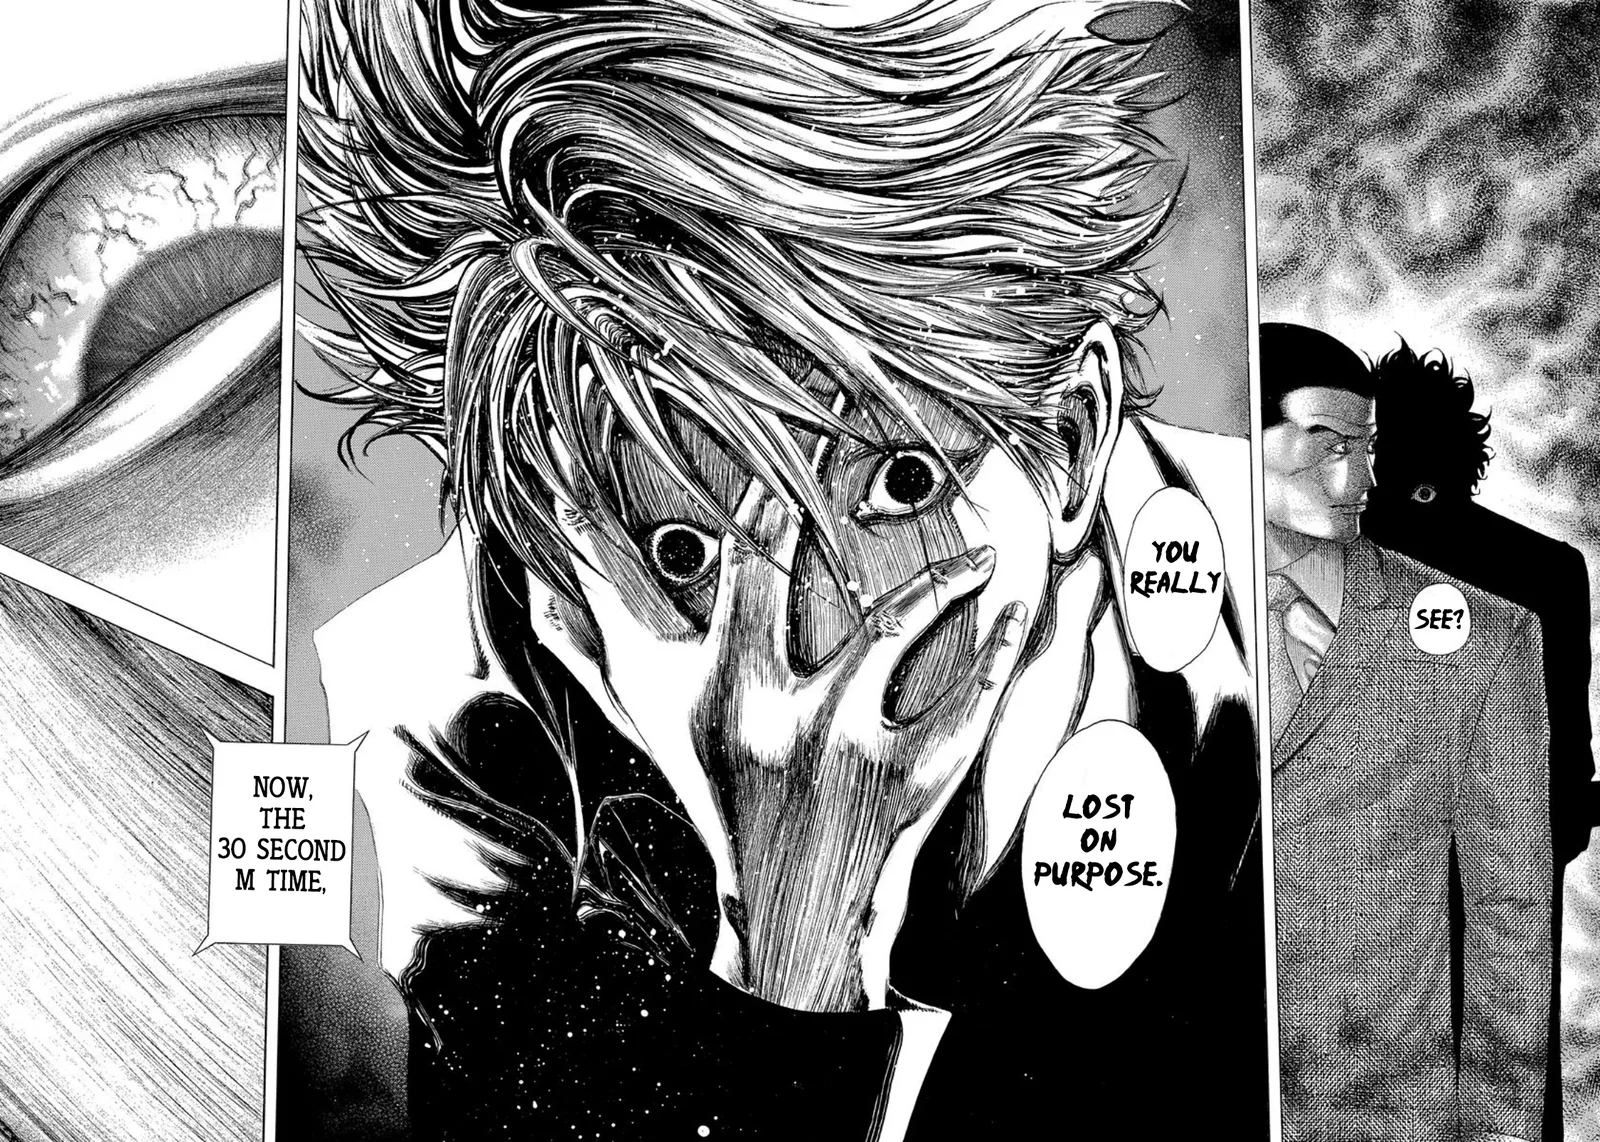 SEE?
YOU
REALLY
LOST
ON
PURPOSE.
NOW,
THE
30 SECOND
M TIME,